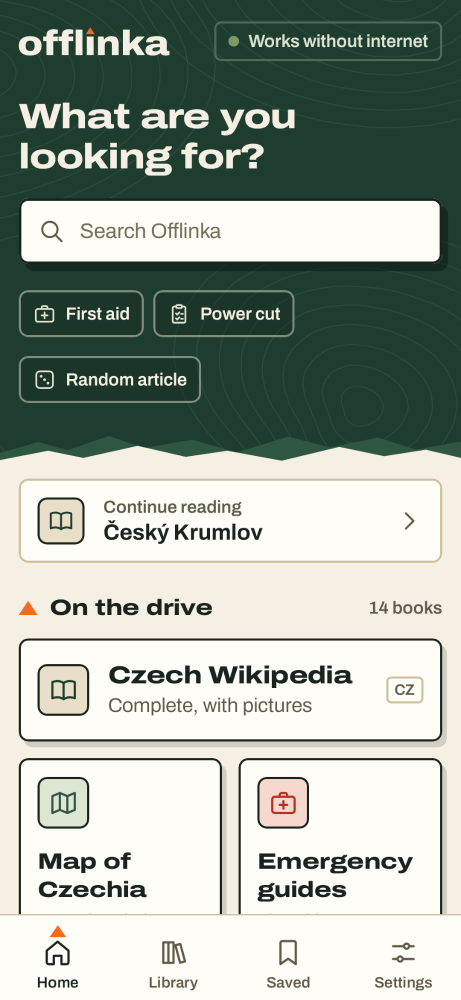 offlinka
Works without internet
What are you
looking for?
Search Offlinka
First aid
Power cut
Random article
Continue reading
Český Krumlov
On the drive
14 books
Czech Wikipedia
Complete, with pictures
CZ
Map of
Czechia
Emergency
guides
Home
Library
Saved
Settings